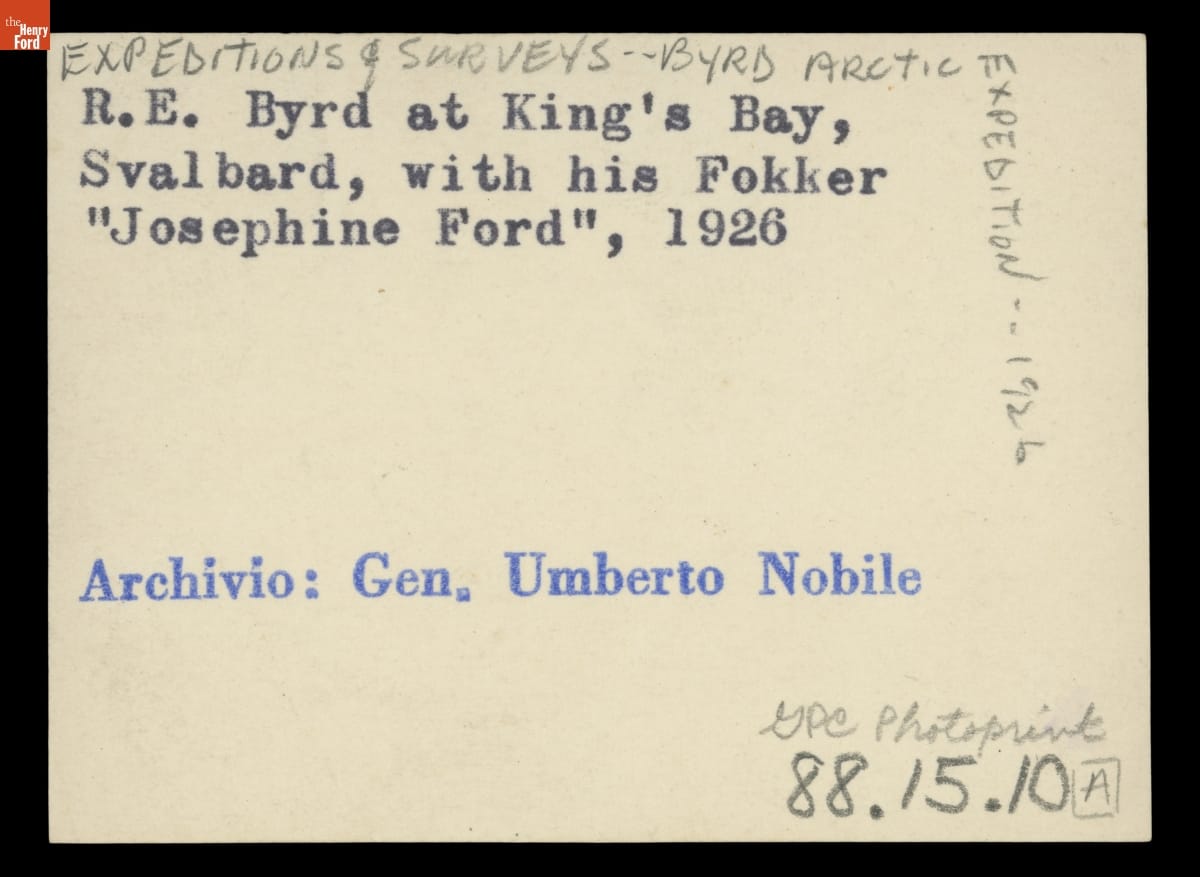 the
Henry
Ford
EXPEDITIONS & SURVEYS--BYRD ARCTIC
EXPEDITION--1926
R.E. Byrd at King's Bay,
Svalbard, with his Fokker
"Josephine Ford", 1926
Archivio: Gen. Umberto Nobile
GPC Photoprint
88.15.10 A